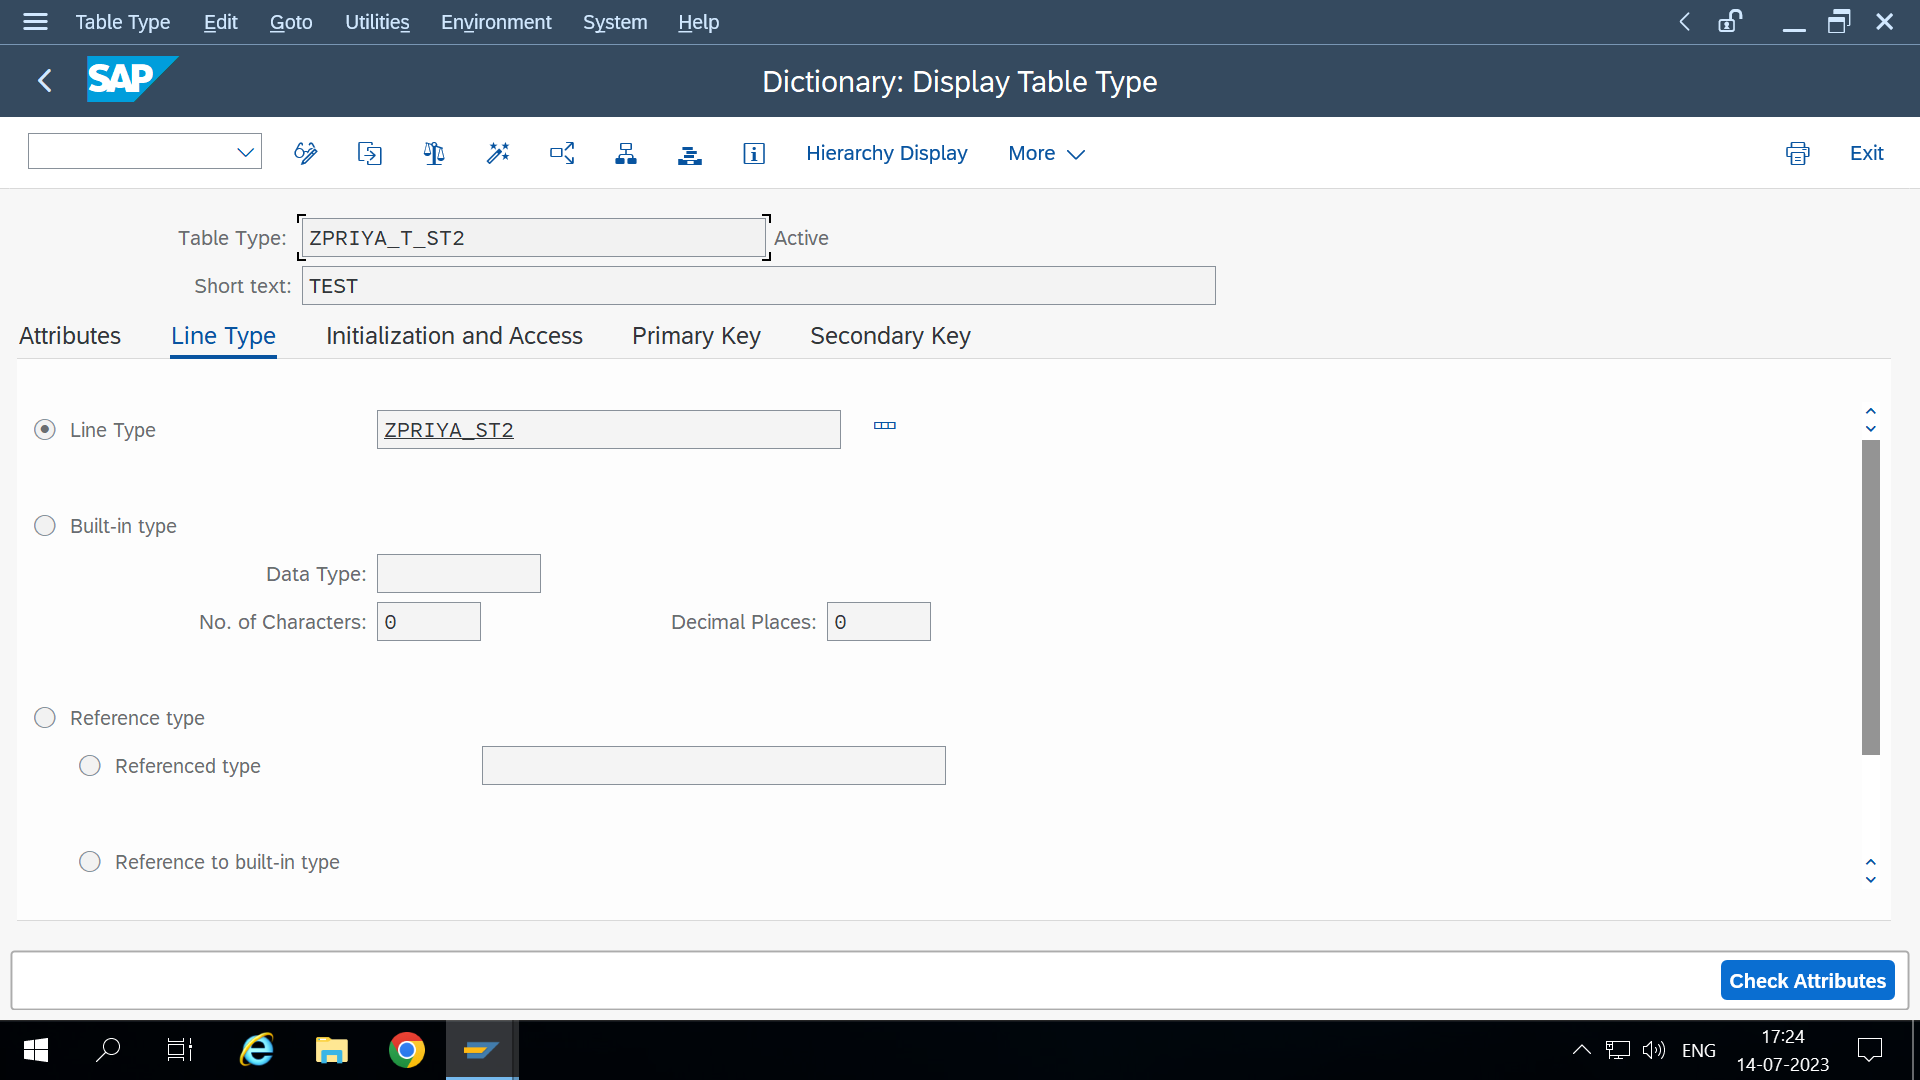 Table Type Edit Goto Utilities Environment System Help
SAP Dictionary: Display Table Type
Hierarchy Display More Exit
Table Type: ZPRIYA_T_ST2 Active
Short text: TEST
Attributes Line Type Initialization and Access Primary Key Secondary Key
Line Type ZPRIYA_ST2
Built-in type
Data Type:
No. of Characters: 0 Decimal Places: 0
Reference type
Referenced type
Reference to built-in type
Check Attributes
ENG 17:24
14-07-2023